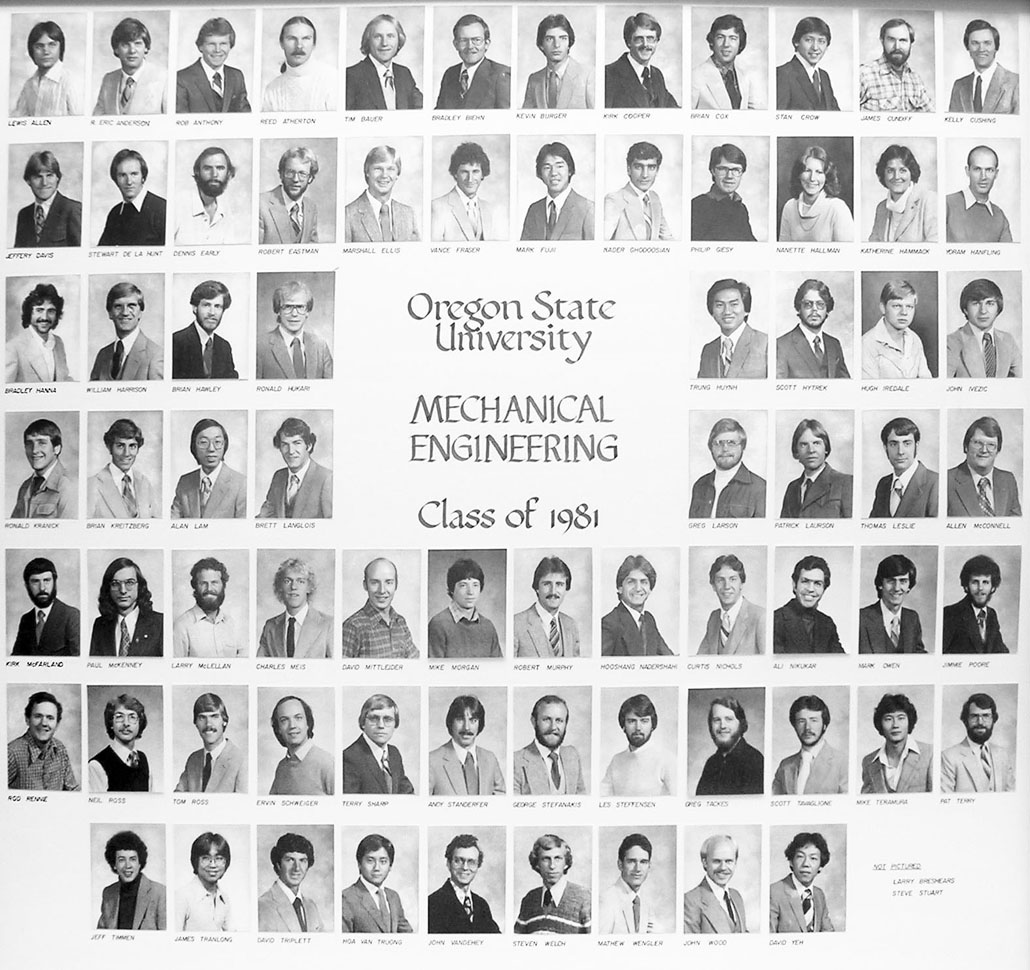 LEWIS ALLEN
R. ERIC ANDERSON
ROB ANTHONY
REED ATHERTON
TIM BAUER
BRADLEY BIEHN
KEVIN BURGER
KIRK COOPER
BRIAN COX
STAN CROW
JAMES CUNDIFF
KELLY CUSHING
JEFFERY DAVIS
STEWART DE LA HUNT
DENNIS EARLY
ROBERT EASTMAN
MARSHALL ELLIS
VANCE FRASER
MARK FUJII
NADER GHODOOSIAN
PHILIP GIESY
NANETTE HALLMAN
KATHERINE HAMMACK
YORAM HANFLING
Oregon State
University
MECHANICAL
ENGINEERING
Class of 1981
BRADLEY HANNA
WILLIAM HARRISON
BRIAN HAWLEY
RONALD HUKARI
TRUNG HUYNH
SCOTT HYTREK
HUGH IREDALE
JOHN IVEZIC
RONALD KRANICK
BRIAN KREITZBERG
ALAN LAM
BRETT LANGLOIS
GREG LARSON
PATRICK LAURSON
THOMAS LESLIE
ALLEN McCONNELL
KIRK McFARLAND
PAUL McKENNEY
LARRY McLELLAN
CHARLES MEIS
DAVID MITTLEIDER
MIKE MORGAN
ROBERT MURPHY
HOOSHANG NADERSHAHI
CURTIS NICHOLS
ALI NIKUKAR
MARK OWEN
JIMMIE POORE
ROD RENNIE
NEIL ROSS
TOM ROSS
ERVIN SCHWEIGER
TERRY SHARP
ANDY STANDERFER
GEORGE STEFANAKIS
LES STEFFENSEN
GREG TACKES
SCOTT TAVAGLIONE
MIKE TERAMURA
PAT TERRY
JEFF TIMMEN
JAMES TRANLONG
DAVID TRIPLETT
HOA VAN TRUONG
JOHN VANDEHEY
STEVEN WELCH
MATHEW WENGLER
JOHN WOOD
DAVID YEH
NOT PICTURED
LARRY BRESHEARS
STEVE STUART